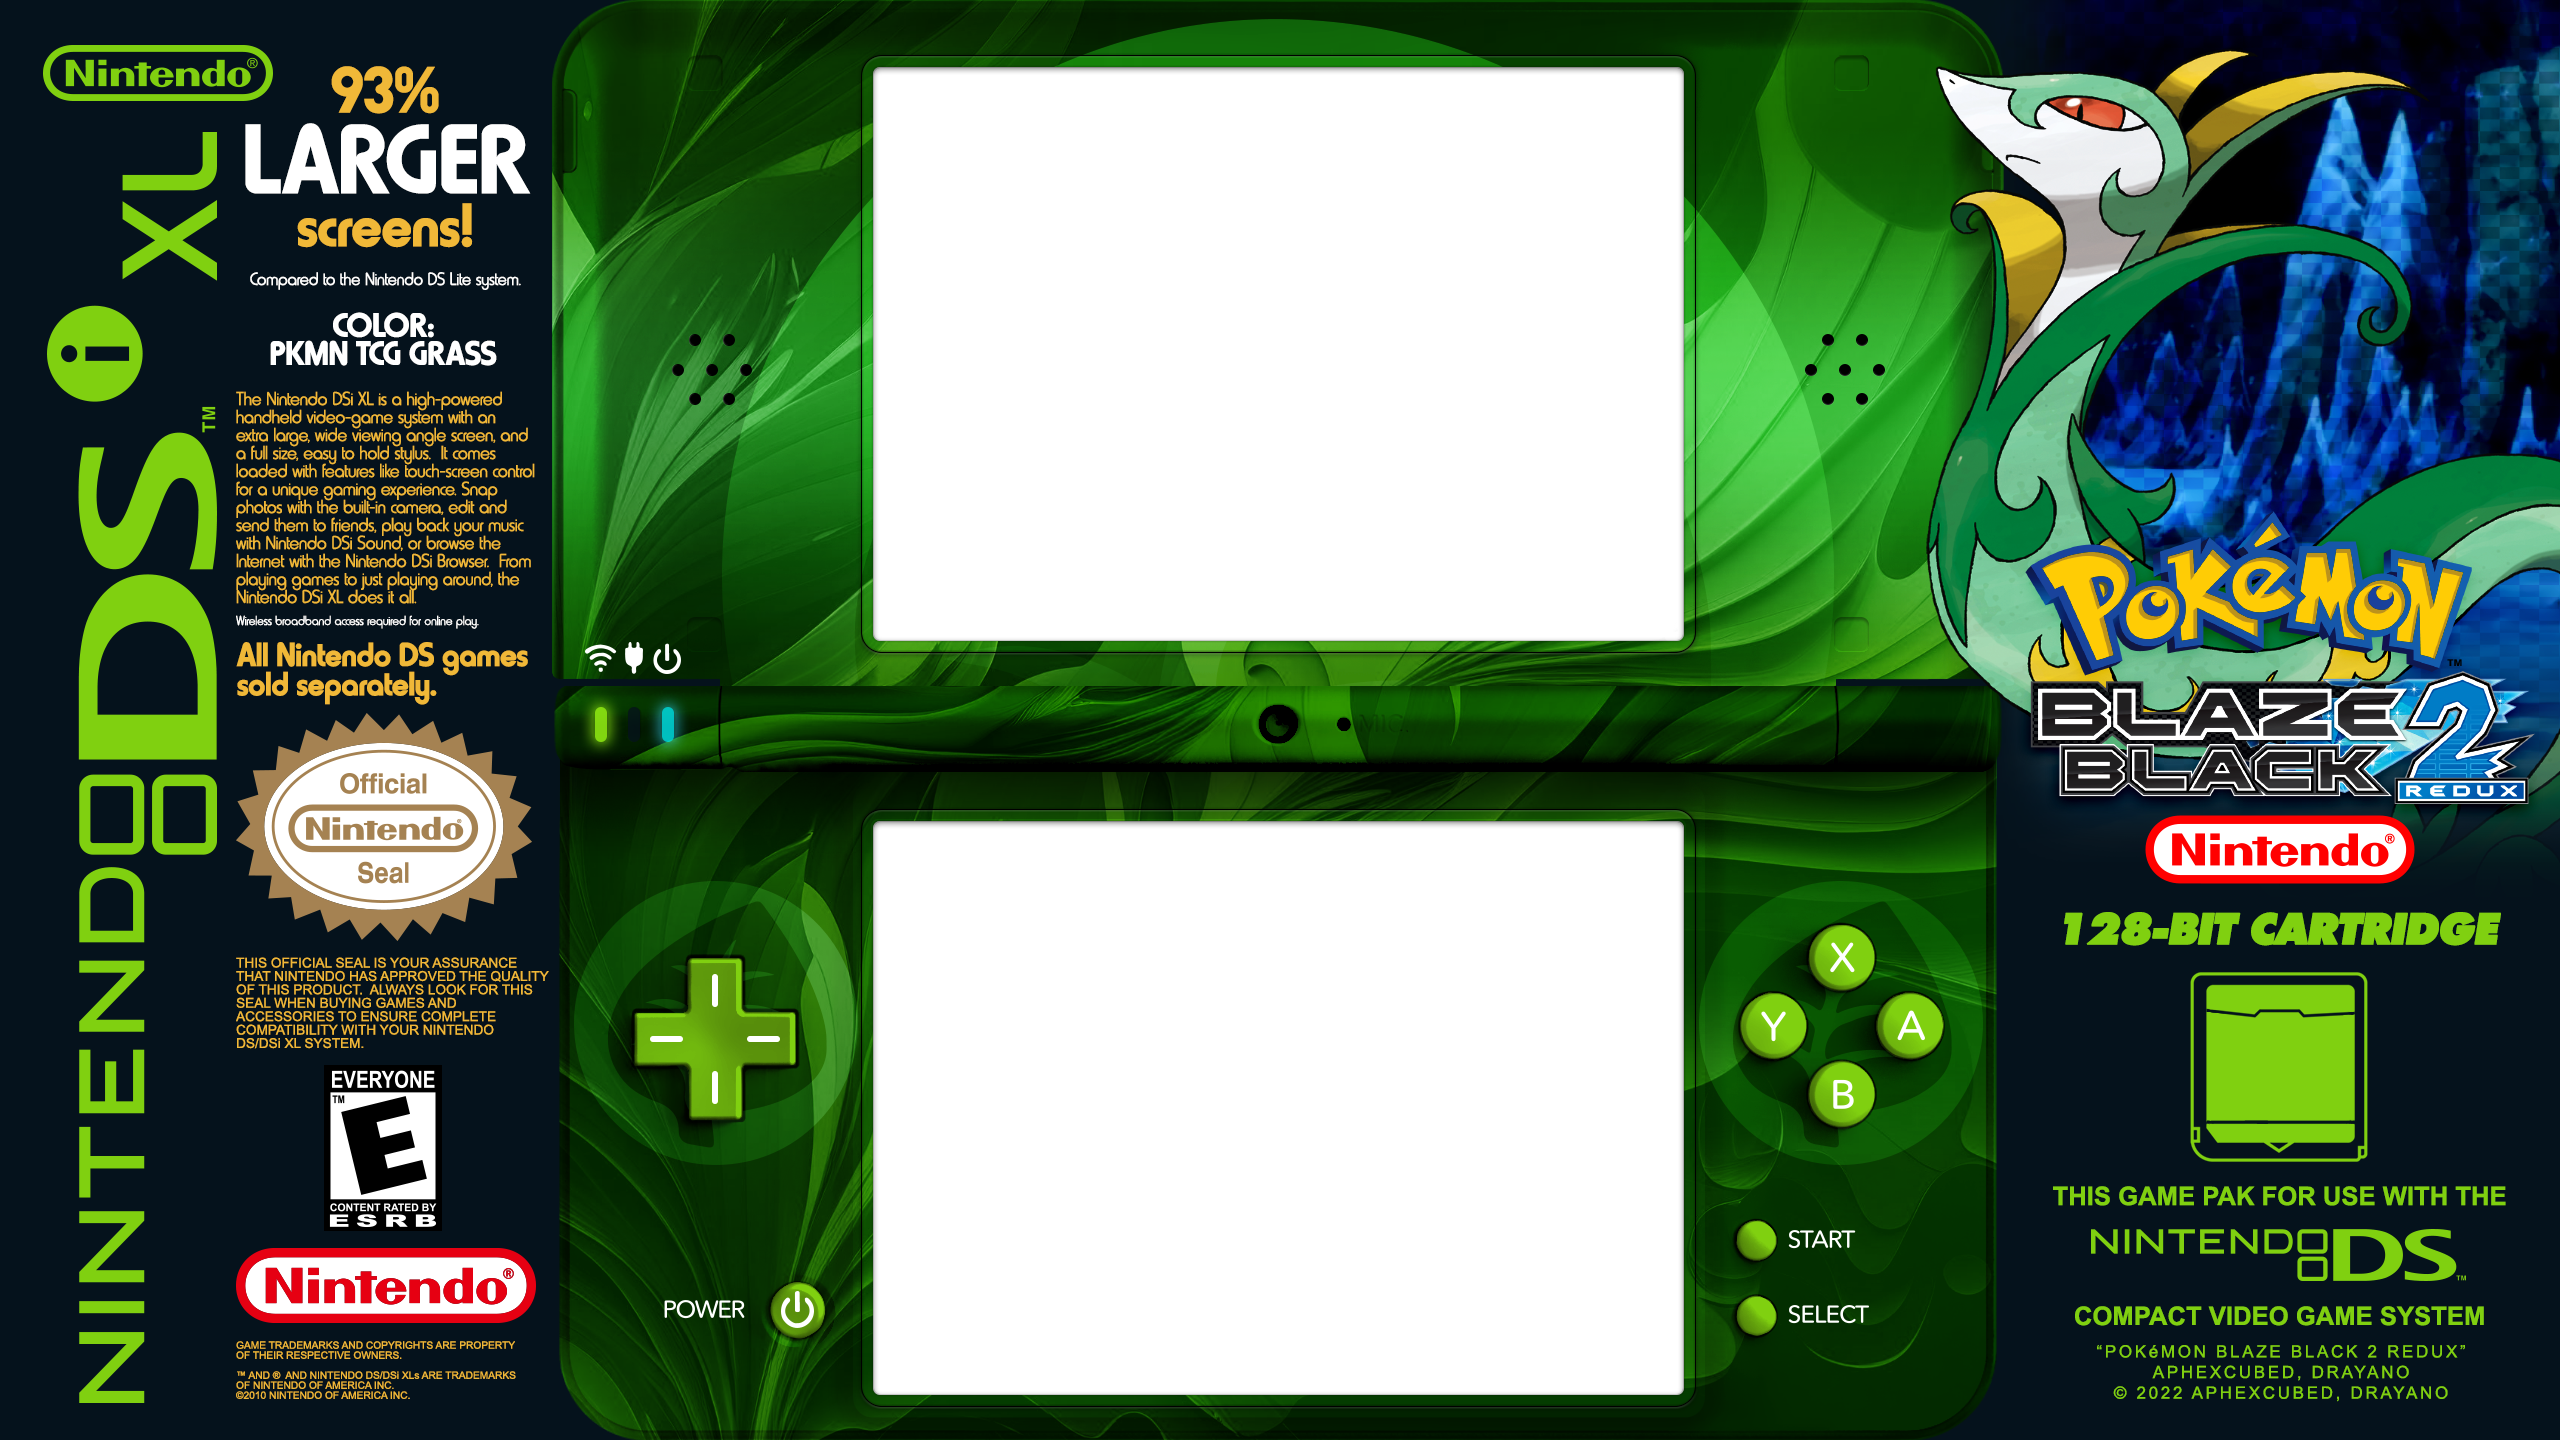 Nintendo®
NINTENDO DSi XL™
93%
LARGER
screens!
Compared to the Nintendo DS Lite system.
COLOR:
PKMN TCG GRASS
The Nintendo DSi XL is a high-powered
handheld video-game system with an
extra large, wide viewing angle screen, and
a full size, easy to hold stylus. It comes
loaded with features like touch-screen control
for a unique gaming experience. Snap
photos with the built-in camera, edit and
send them to friends, play back your music
with Nintendo DSi Sound, or browse the
Internet with the Nintendo DSi Browser. From
playing games to just playing around, the
Nintendo DSi XL does it all.
Wireless broadband access required for online play.
All Nintendo DS games
sold separately.
Official
Nintendo®
Seal
THIS OFFICIAL SEAL IS YOUR ASSURANCE
THAT NINTENDO HAS APPROVED THE QUALITY
OF THIS PRODUCT. ALWAYS LOOK FOR THIS
SEAL WHEN BUYING GAMES AND
ACCESSORIES TO ENSURE COMPLETE
COMPATIBILITY WITH YOUR NINTENDO
DS/DSi XL SYSTEM.
EVERYONE
™
E
CONTENT RATED BY
ESRB
Nintendo®
GAME TRADEMARKS AND COPYRIGHTS ARE PROPERTY
OF THEIR RESPECTIVE OWNERS.
™ AND ® AND NINTENDO DS/DSi XLs ARE TRADEMARKS
OF NINTENDO OF AMERICA INC.
©2010 NINTENDO OF AMERICA INC.
MIC.
X
Y
A
B
START
SELECT
POWER
POKéMON
™
BLAZE
BLACK 2
REDUX
Nintendo®
128-BIT CARTRIDGE
THIS GAME PAK FOR USE WITH THE
NINTENDO DS™
COMPACT VIDEO GAME SYSTEM
“POKéMON BLAZE BLACK 2 REDUX”
APHEXCUBED, DRAYANO
© 2022 APHEXCUBED, DRAYANO